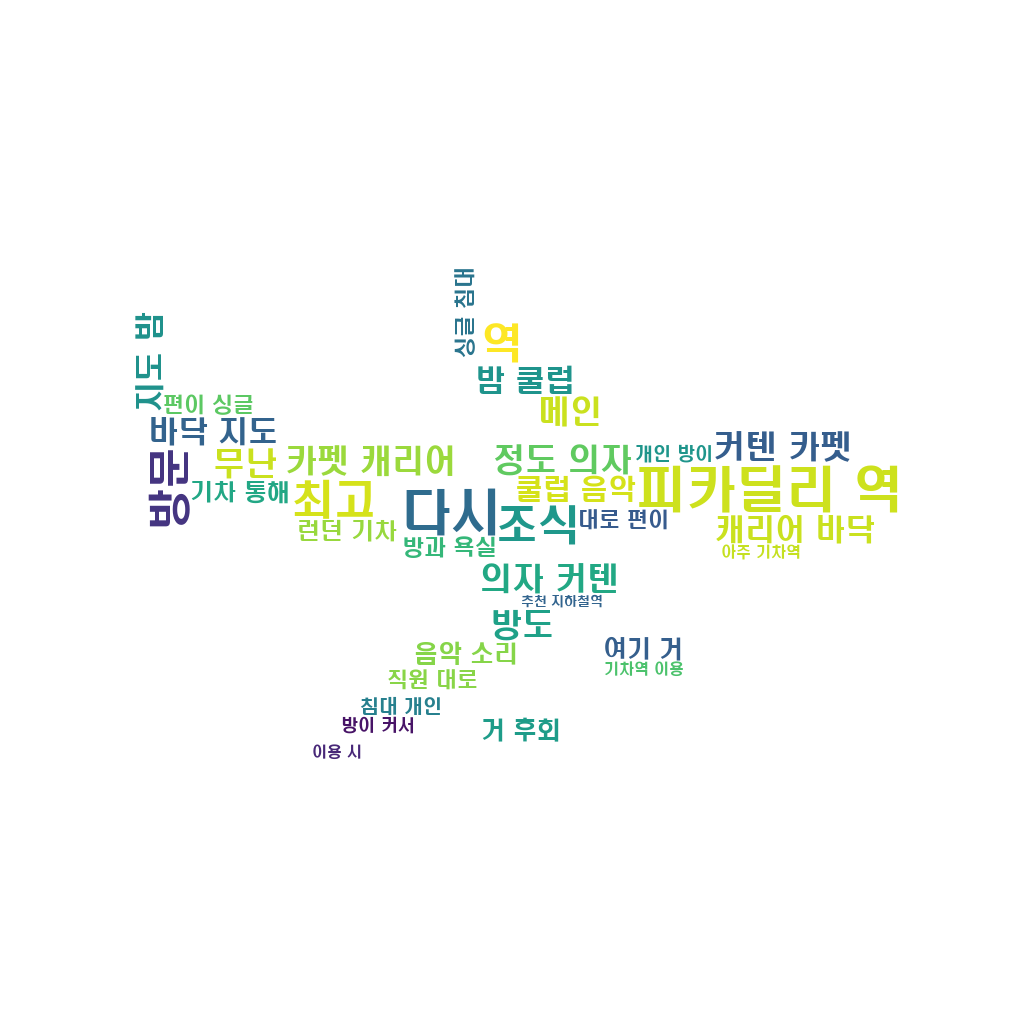 싱글 침대
지도 밤
역
밤 쿨럽
편이 싱글
메인
바닥 지도
커텐 카펫
개인 방이
정도 의자
카펫 캐리어
무난
방문
기차 통해
최고
다시
쿨럽 음악
피카딜리 역
조식
대로 편이
런던 기차
캐리어 바닥
방과 욕실
아주 기차역
의자 커텐
추천 지하철역
방도
음악 소리
여기 거
기차역 이용
직원 대로
침대 개인
방이 커서
거 후회
이용 시